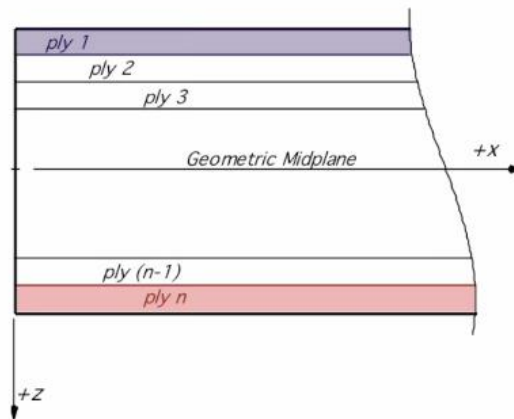 ply 1
ply 2
ply 3
Geometric Midplane
+x
ply (n-1)
ply n
+z